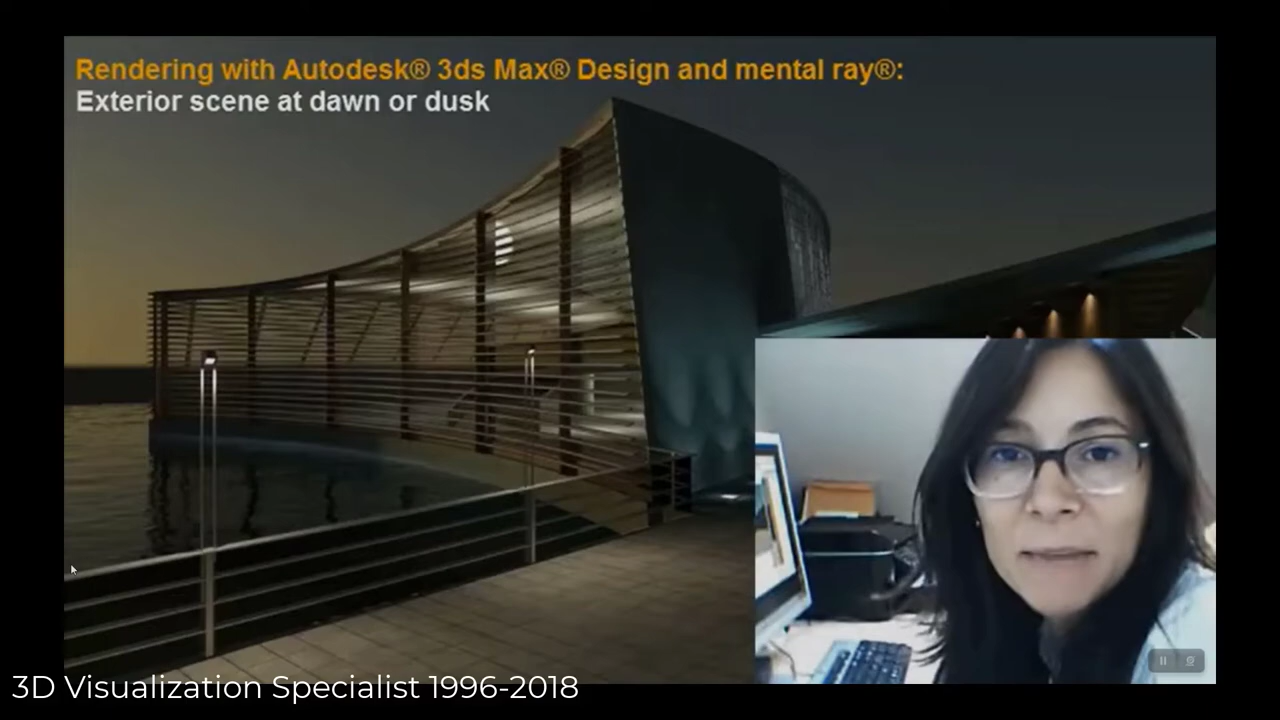 Rendering with Autodesk® 3ds Max® Design and mental ray®:
Exterior scene at dawn or dusk
3D Visualization Specialist 1996-2018